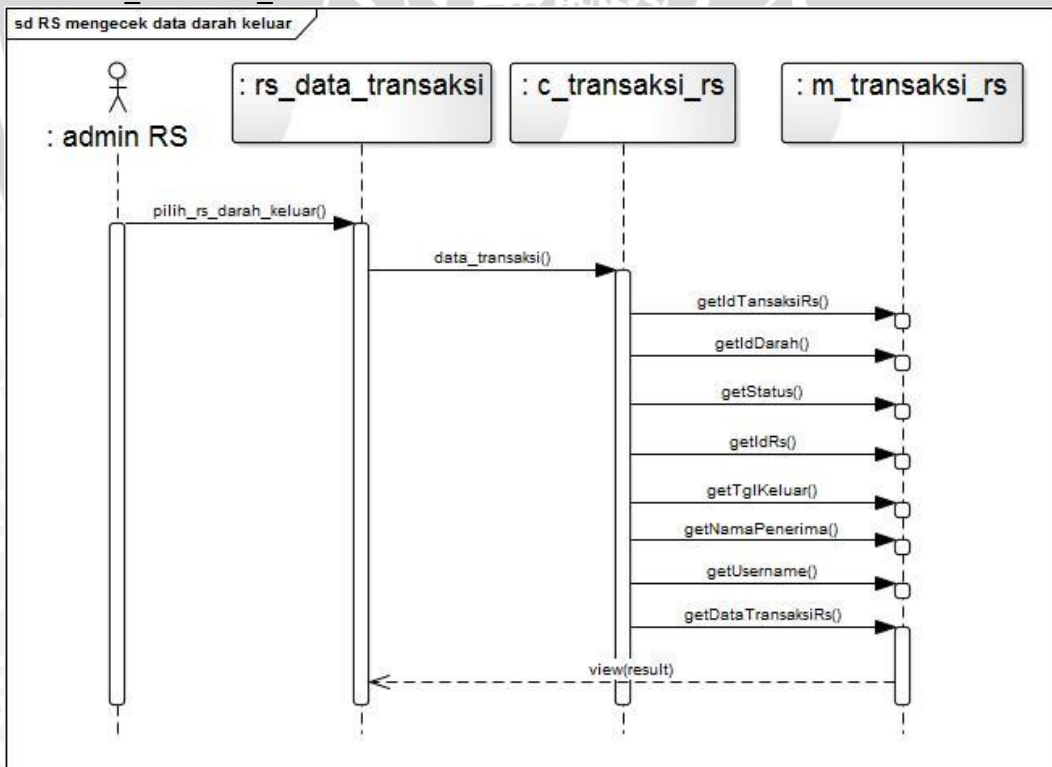 sd RS mengecek data darah keluar
: admin RS
: rs_data_transaksi
: c_transaksi_rs
: m_transaksi_rs
pilih_rs_darah_keluar()
data_transaksi()
getIdTansaksiRs()
getIdDarah()
getStatus()
getIdRs()
getTglKeluar()
getNamaPenerima()
getUsername()
getDataTransaksiRs()
view(result)